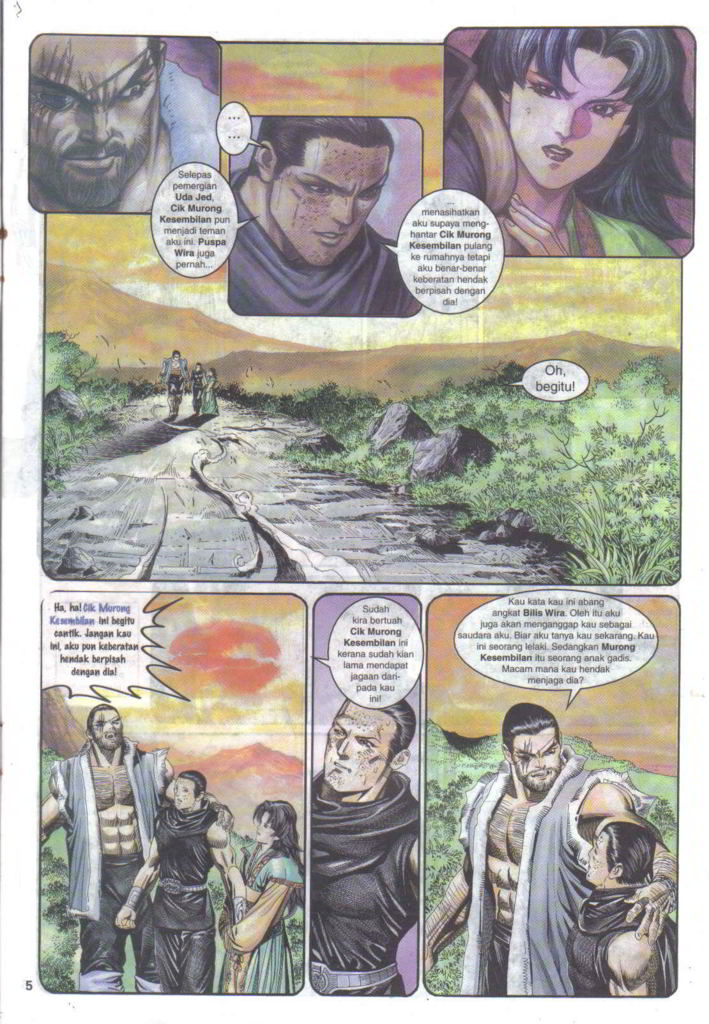 ...
...
Selepas
pemergian
Uda Jed,
Cik Murong
Kesembilan pun
menjadi teman
aku ini. Puspa
Wira juga
pernah...
...
menasihatkan
aku supaya meng-
hantar Cik Murong
Kesembilan pulang
ke rumahnya tetapi
aku benar-benar
keberatan hendak
berpisah dengan
dia!
Oh,
begitu!
Ha, ha! Cik Murong
Kesembilan ini begitu
cantik. Jangan kau
ini, aku pun keberatan
hendak berpisah
dengan dia!
Sudah
kira bertuah
Cik Murong
Kesembilan ini
kerana sudah kian
lama mendapat
jagaan dari-
pada kau
ini!
Kau kata kau ini abang
angkat Bilis Wira. Oleh itu aku
juga akan menganggap kau sebagai
saudara aku. Biar aku tanya kau sekarang. Kau
ini seorang lelaki. Sedangkan Murong
Kesembilan itu seorang anak gadis.
Macam mana kau hendak
menjaga dia?
5